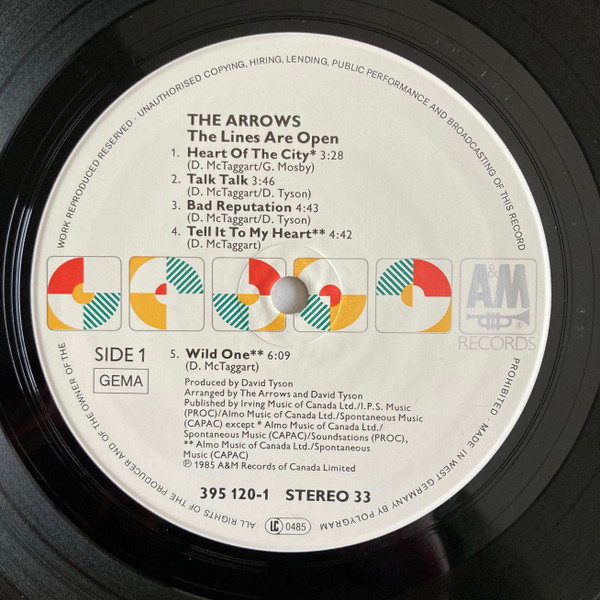 WORK REPRODUCED RESERVED · UNAUTHORISED COPYING, HIRING, LENDING, PUBLIC PERFORMANCE AND BROADCASTING OF THIS RECORD PROHIBITED · MADE IN WEST GERMANY BY POLYGRAM
ALL RIGHTS OF THE PRODUCER AND OF THE OWNER OF THE
THE ARROWS
The Lines Are Open
1. Heart Of The City* 3:28
(D. McTaggart/G. Mosby)
2. Talk Talk 3:46
(D. McTaggart/D. Tyson)
3. Bad Reputation 4:43
(D. McTaggart/D. Tyson)
4. Tell It To My Heart** 4:42
(D. McTaggart)
A&M
®
RECORDS
SIDE 1
GEMA
5. Wild One** 6:09
(D. McTaggart)
Produced by David Tyson
Arranged by The Arrows and David Tyson
Published by Irving Music of Canada Ltd./I.P.S. Music
(PROC)/Almo Music of Canada Ltd./Spontaneous Music
(CAPAC) except * Almo Music of Canada Ltd./
Spontaneous Music (CAPAC)/Soundsations (PROC),
** Almo Music of Canada Ltd./Spontaneous
Music (CAPAC)
℗ 1985 A&M Records of Canada Limited
395 120-1 STEREO 33
LC 0485